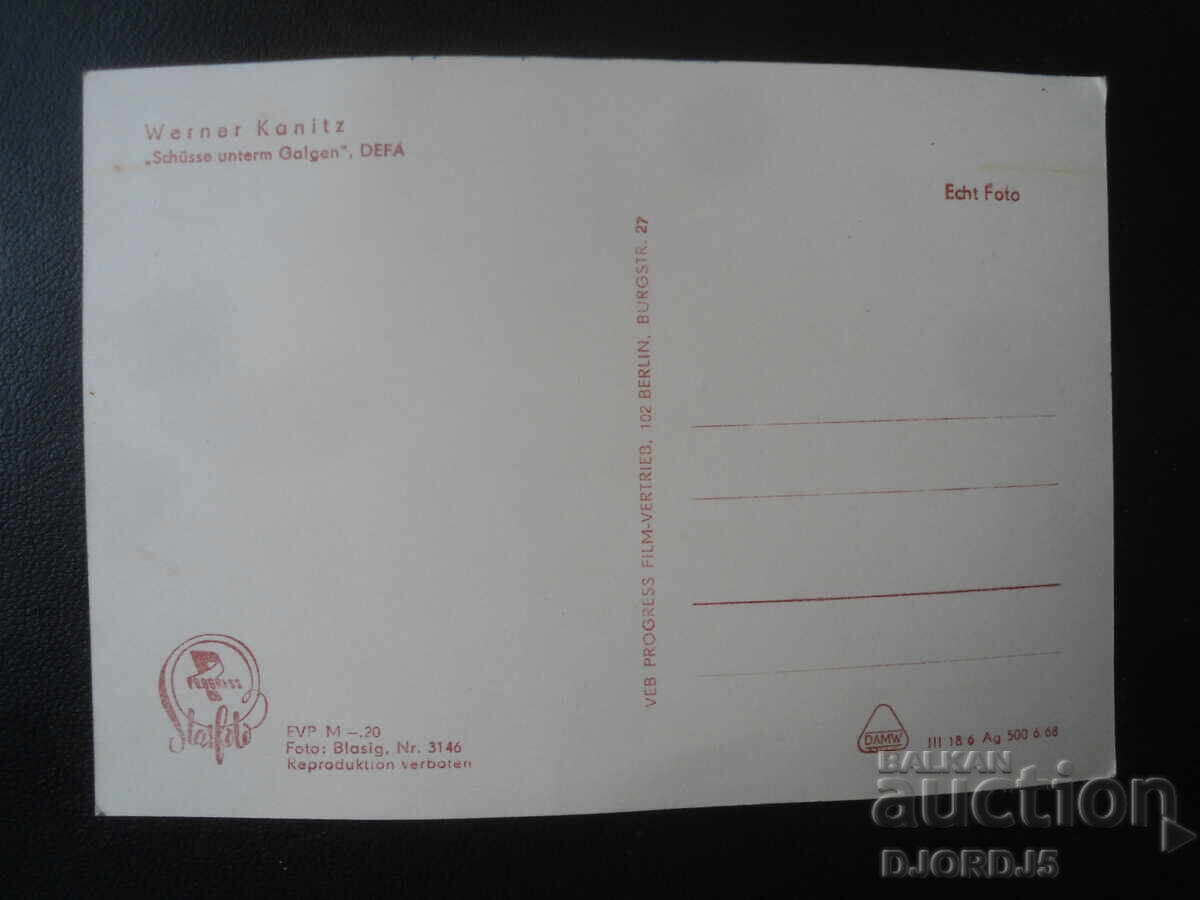 Werner Kanitz
„Schüsse unterm Galgen", DEFA
Echt Foto
VEB PROGRESS FILM-VERTRIEB, 102 BERLIN, BURGSTR. 27
PROGRESS
Starfoto
EVP M —.20
Foto: Blasig, Nr. 3146
Reproduktion verboten
DAMW
III 18 6 Ag 500 6 68
BALKAN
auction
DJORDJ5